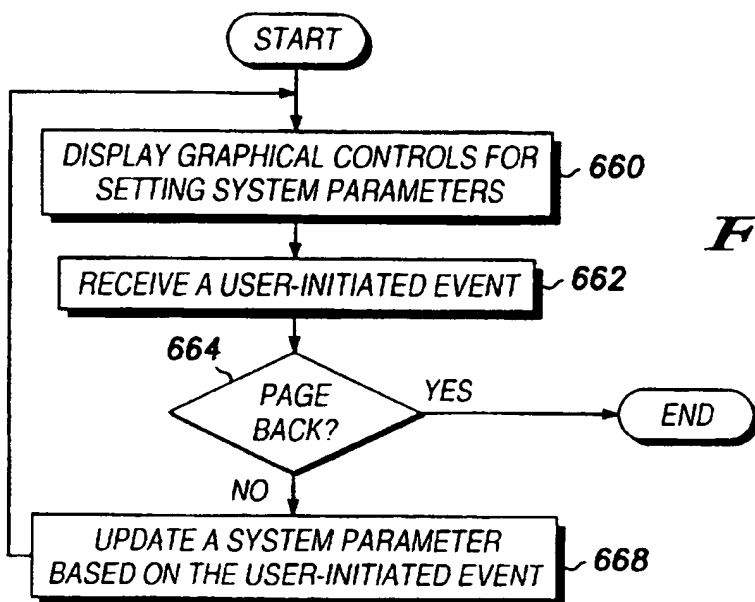 START
DISPLAY GRAPHICAL CONTROLS FOR
SETTING SYSTEM PARAMETERS
660
F
RECEIVE A USER-INITIATED EVENT
662
664
PAGE
BACK?
YES
END
NO
UPDATE A SYSTEM PARAMETER
BASED ON THE USER-INITIATED EVENT
668